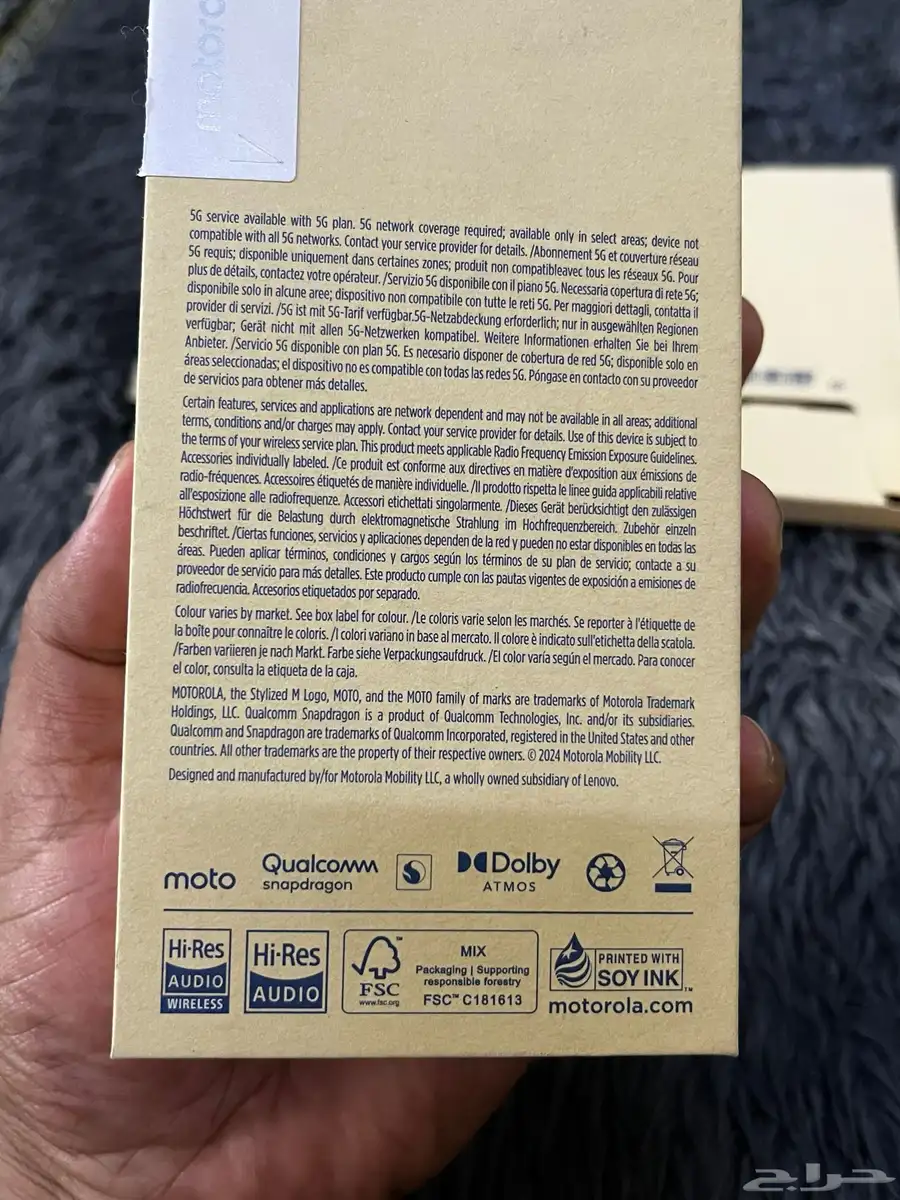 motoro
5G service available with 5G plan. 5G network coverage required; available only in select areas; device not
compatible with all 5G networks. Contact your service provider for details. /Abonnement 5G et couverture réseau
5G requis; disponible uniquement dans certaines zones; produit non compatibleavec tous les réseaux 5G. Pour
plus de détails, contactez votre opérateur. /Servizio 5G disponibile con il piano 5G. Necessaria copertura di rete 5G;
disponibile solo in alcune aree; dispositivo non compatibile con tutte le reti 5G. Per maggiori dettagli, contatta il
provider di servizi. /5G ist mit 5G-Tarif verfügbar.5G-Netzabdeckung erforderlich; nur in ausgewählten Regionen
verfügbar; Gerät nicht mit allen 5G-Netzwerken kompatibel. Weitere Informationen erhalten Sie bei Ihrem
Anbieter. /Servicio 5G disponible con plan 5G. Es necesario disponer de cobertura de red 5G; disponible solo en
áreas seleccionadas; el dispositivo no es compatible con todas las redes 5G. Póngase en contacto con su proveedor
de servicios para obtener más detalles.
Certain features, services and applications are network dependent and may not be available in all areas; additional
terms, conditions and/or charges may apply. Contact your service provider for details. Use of this device is subject to
the terms of your wireless service plan. This product meets applicable Radio Frequency Emission Exposure Guidelines.
Accessories individually labeled. /Ce produit est conforme aux directives en matière d'exposition aux émissions de
radio-fréquences. Accessoires étiquetés de manière individuelle. /Il prodotto rispetta le linee guida applicabili relative
all'esposizione alle radiofrequenze. Accessori etichettati singolarmente. /Dieses Gerät berücksichtigt den zulässigen
Höchstwert für die Belastung durch elektromagnetische Strahlung im Hochfrequenzbereich. Zubehör einzeln
beschriftet. /Ciertas funciones, servicios y aplicaciones dependen de la red y pueden no estar disponibles en todas las
áreas. Pueden aplicar términos, condiciones y cargos según los términos de su plan de servicio; contacte a su
proveedor de servicio para más detalles. Este producto cumple con las pautas vigentes de exposición a emisiones de
radiofrecuencia. Accesorios etiquetados por separado.
Colour varies by market. See box label for colour. /Le coloris varie selon les marchés. Se reporter à l'étiquette de
la boîte pour connaître le coloris. /I colori variano in base al mercato. Il colore è indicato sull'etichetta della scatola.
/Farben variieren je nach Markt. Farbe siehe Verpackungsaufdruck. /El color varía según el mercado. Para conocer
el color, consulta la etiqueta de la caja.
MOTOROLA, the Stylized M Logo, MOTO, and the MOTO family of marks are trademarks of Motorola Trademark
Holdings, LLC. Qualcomm Snapdragon is a product of Qualcomm Technologies, Inc. and/or its subsidiaries.
Qualcomm and Snapdragon are trademarks of Qualcomm Incorporated, registered in the United States and other
countries. All other trademarks are the property of their respective owners. © 2024 Motorola Mobility LLC.
Designed and manufactured by/for Motorola Mobility LLC, a wholly owned subsidiary of Lenovo.
moto
Qualcomm
snapdragon
Dolby
ATMOS
Hi-Res
AUDIO
WIRELESS
Hi-Res
AUDIO
FSC
www.fsc.org
MIX
Packaging | Supporting
responsible forestry
FSC™ C181613
PRINTED WITH
SOY INK™
motorola.com
حراج